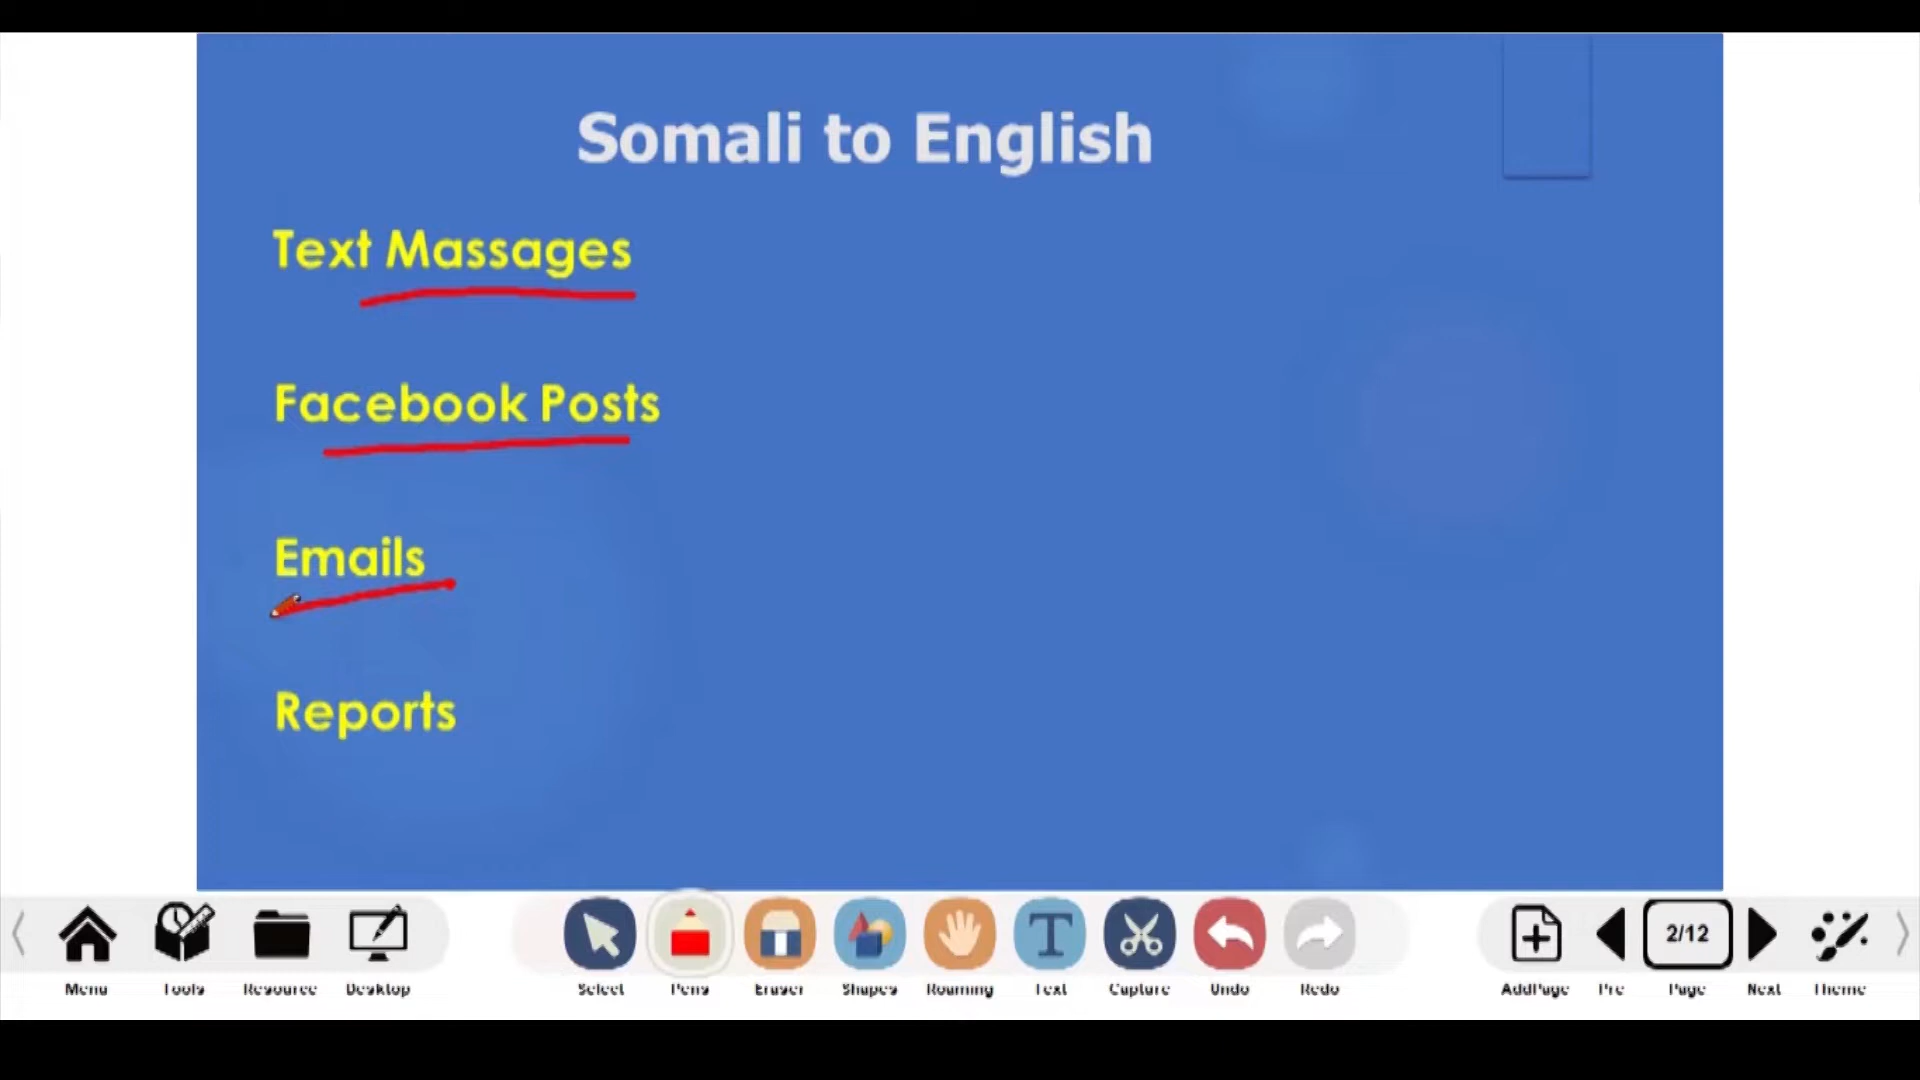 Somali to English
Text Massages
Facebook Posts
Emails
Reports
2/12
Menu Tools Resource Desktop Select Pens Eraser Shapes Roaming Text Capture Undo Redo AddPage Pre Page Next Theme